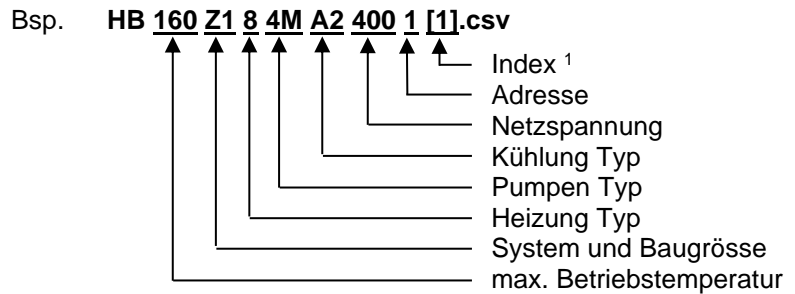 Bsp. HB 160 Z1 8 4M A2 400 1 [1].csv
Index ¹
Adresse
Netzspannung
Kühlung Typ
Pumpen Typ
Heizung Typ
System und Baugrösse
max. Betriebstemperatur